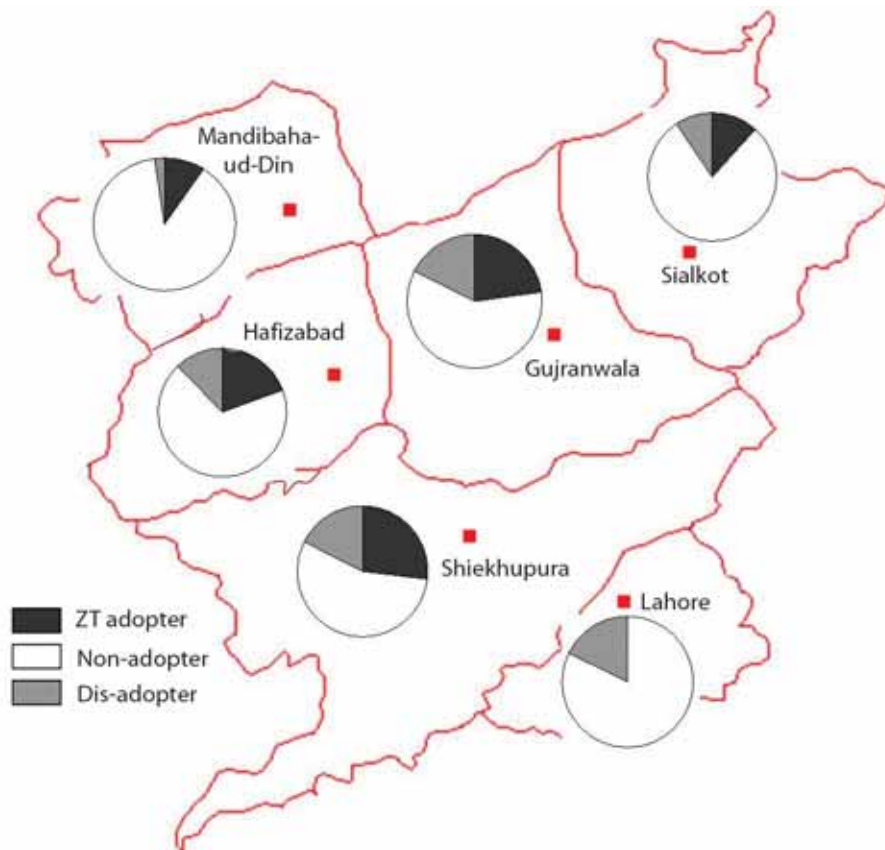 Mandibaha-
ud-Din
Sialkot
Hafizabad
Gujranwala
Shiekhupura
Lahore
ZT adopter
Non-adopter
Dis-adopter